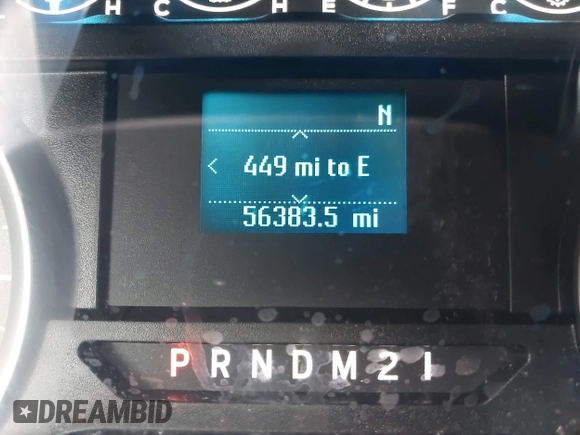 H C H E F C
N
449 mi to E
56383.5 mi
P R N D M 2 1
DREAMBID